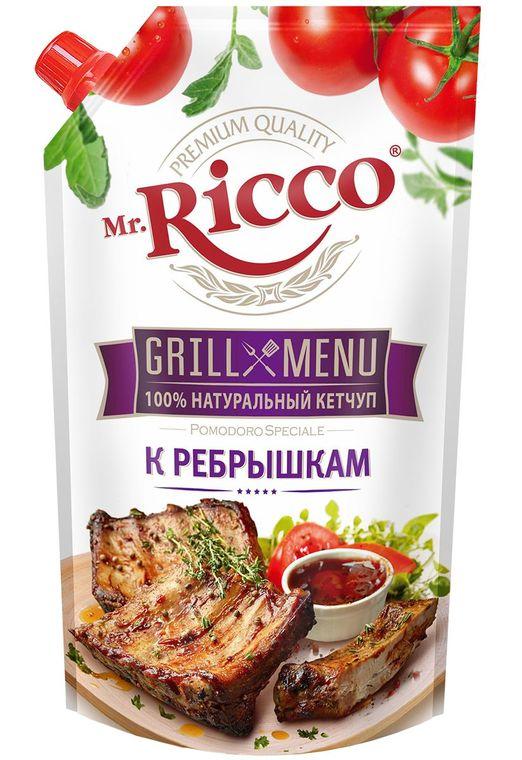 PREMIUM QUALITY
Mr. Ricco®
GRILL MENU
100% НАТУРАЛЬНЫЙ КЕТЧУП
POMODORO SPECIALE
К РЕБРЫШКАМ